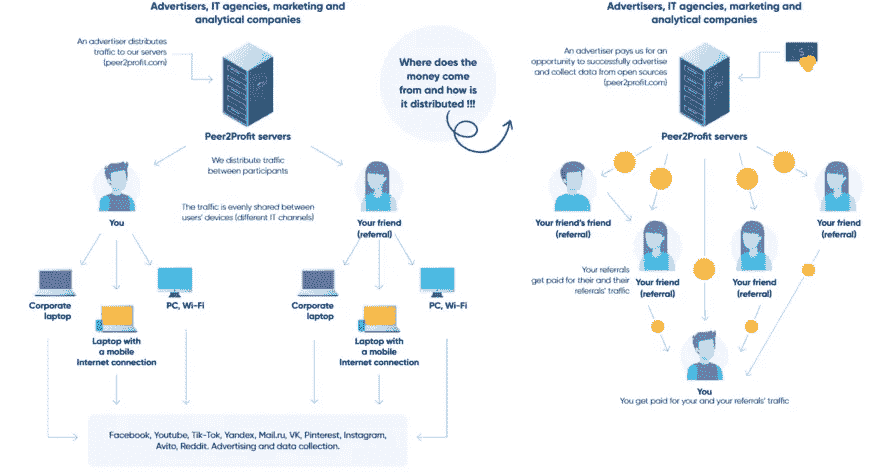 Advertisers, IT agencies, marketing and
analytical companies
An advertiser distributes
traffic to our servers
(peer2profit.com)
Peer2Profit servers
We distribute traffic
between participants
The traffic is evenly shared between
users' devices (different IT channels)
You
Your friend
(referral)
Corporate
laptop
Laptop with
a mobile
Internet connection
PC, Wi-Fi
Corporate
laptop
Laptop with
a mobile
Internet connection
PC, Wi-Fi
Facebook, Youtube, Tik-Tok, Yandex, Mail.ru, VK, Pinterest, Instagram,
Avito, Reddit. Advertising and data collection.
Where does the
money come
from and how is
it distributed !!!
Advertisers, IT agencies, marketing and
analytical companies
An advertiser pays us for an
opportunity to successfully advertise
and collect data from open sources
(peer2profit.com)
$
Peer2Profit servers
Your friend's friend
(referral)
Your friend
(referral)
Your friend
(referral)
Your friend
(referral)
Your referrals
get paid for their and their
referrals' traffic
You
You get paid for your and your referrals' traffic